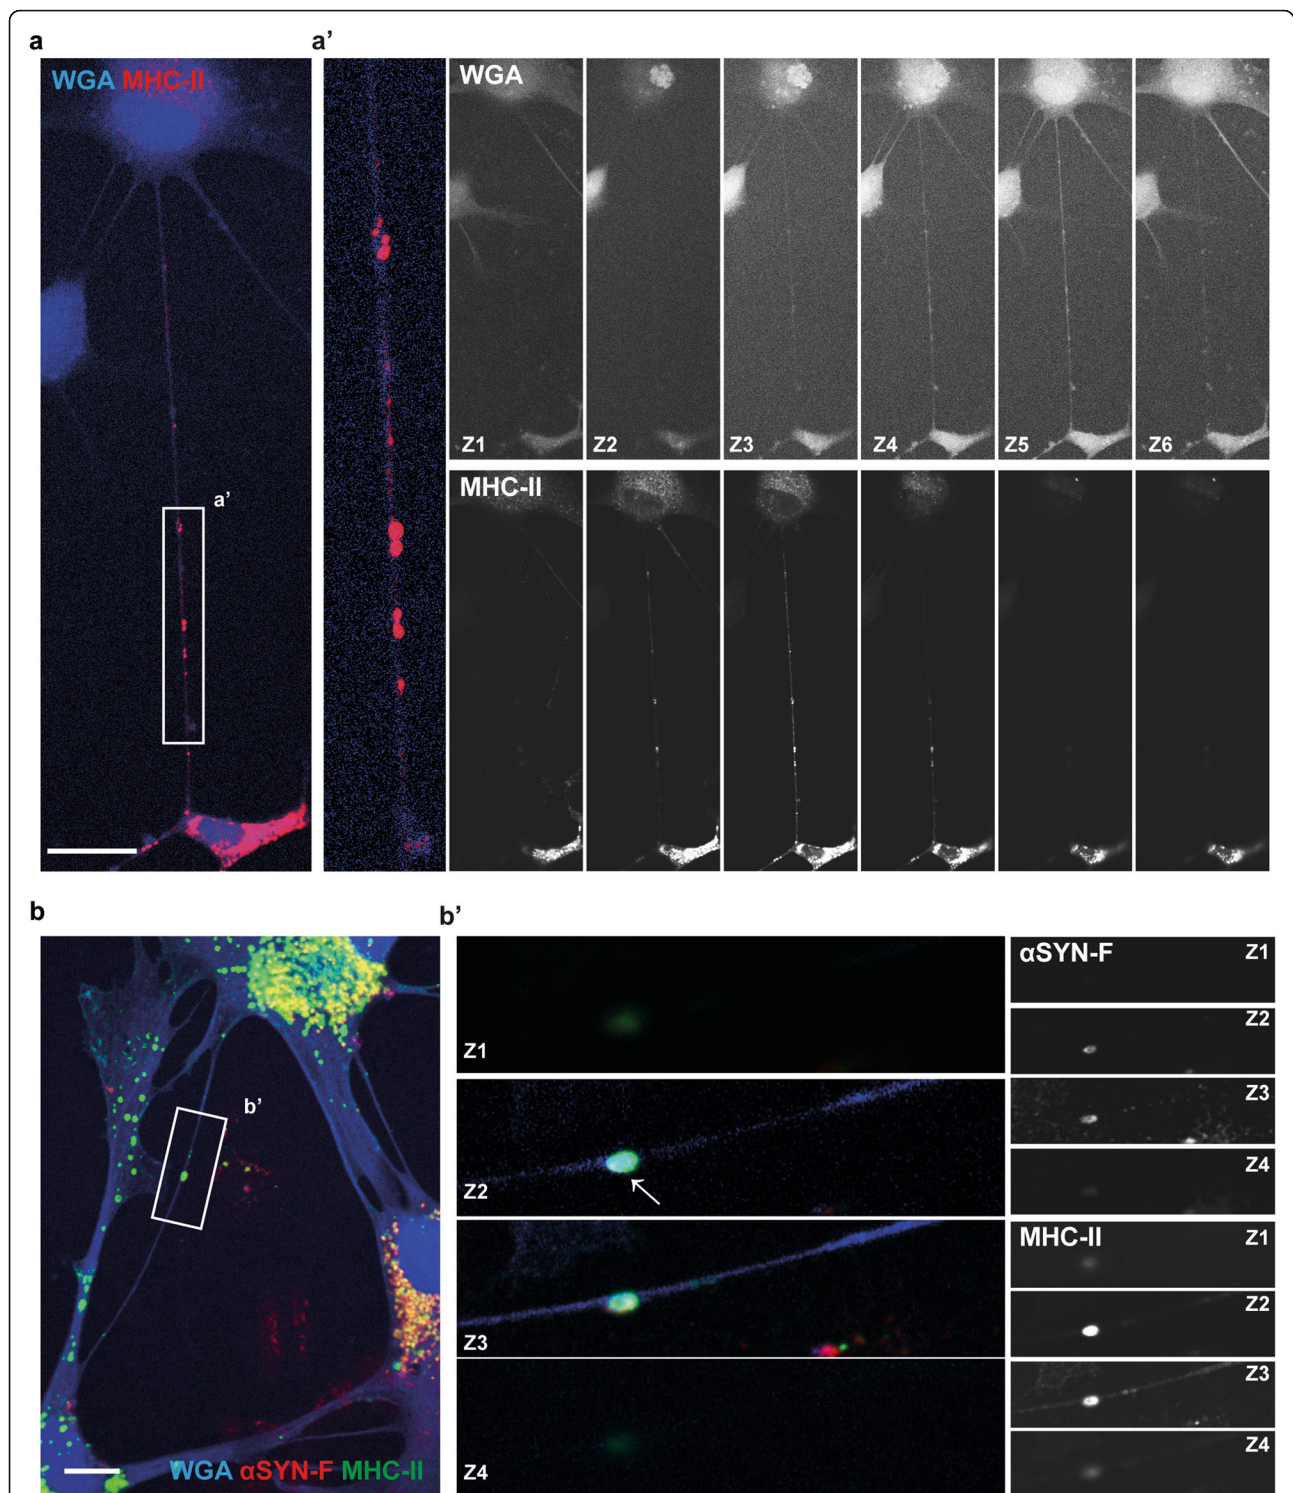 a
a'
WGA MHC-II
a'
WGA
Z1
Z2
Z3
Z4
Z5
Z6
MHC-II
b
b'
b'
WGA αSYN-F MHC-II
Z1
Z2
Z3
Z4
αSYN-F
Z1
Z2
Z3
Z4
MHC-II
Z1
Z2
Z3
Z4